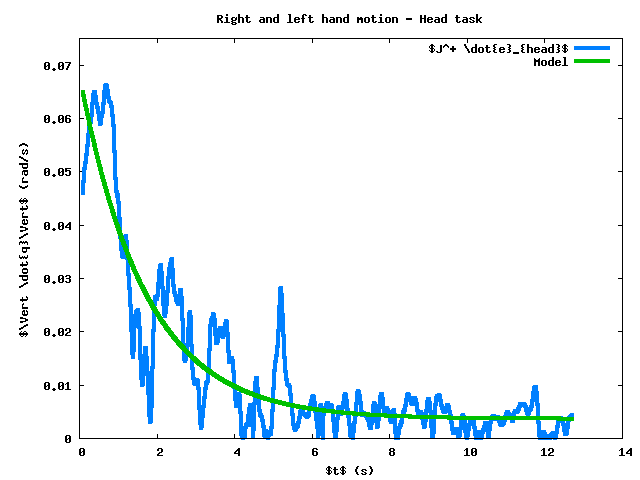 Right and left hand motion - Head task
$J^+ \dot{e}_{head}$
Model
0.07
0.06
0.05
0.04
0.03
0.02
0.01
0
$\Vert \dot{q}\Vert$ (rad/s)
0 2 4 6 8 10 12 14
$t$ (s)